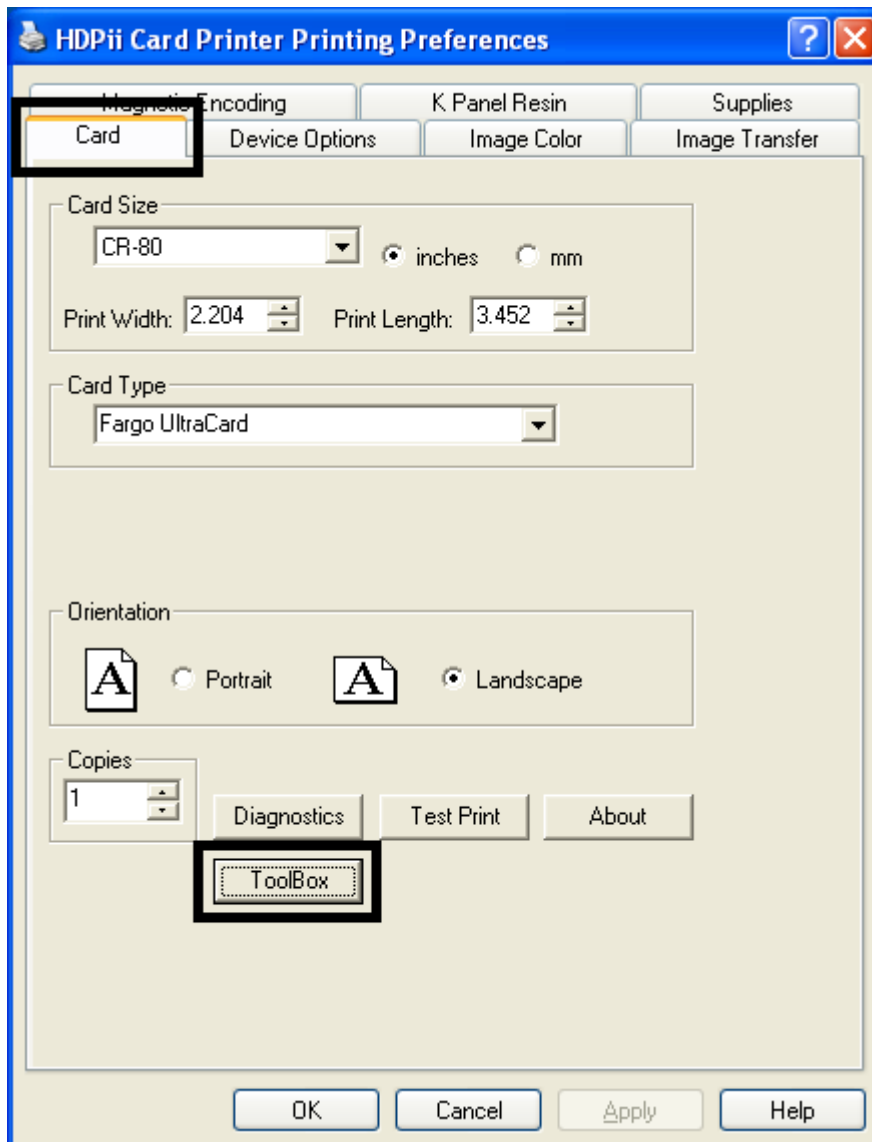 HDPii Card Printer Printing Preferences
Magnetic Encoding K Panel Resin Supplies
Card Device Options Image Color Image Transfer
Card Size
CR-80 inches mm
Print Width: 2.204 Print Length: 3.452
Card Type
Fargo UltraCard
Orientation
A Portrait A Landscape
Copies
1 Diagnostics Test Print About
ToolBox
OK Cancel Apply Help